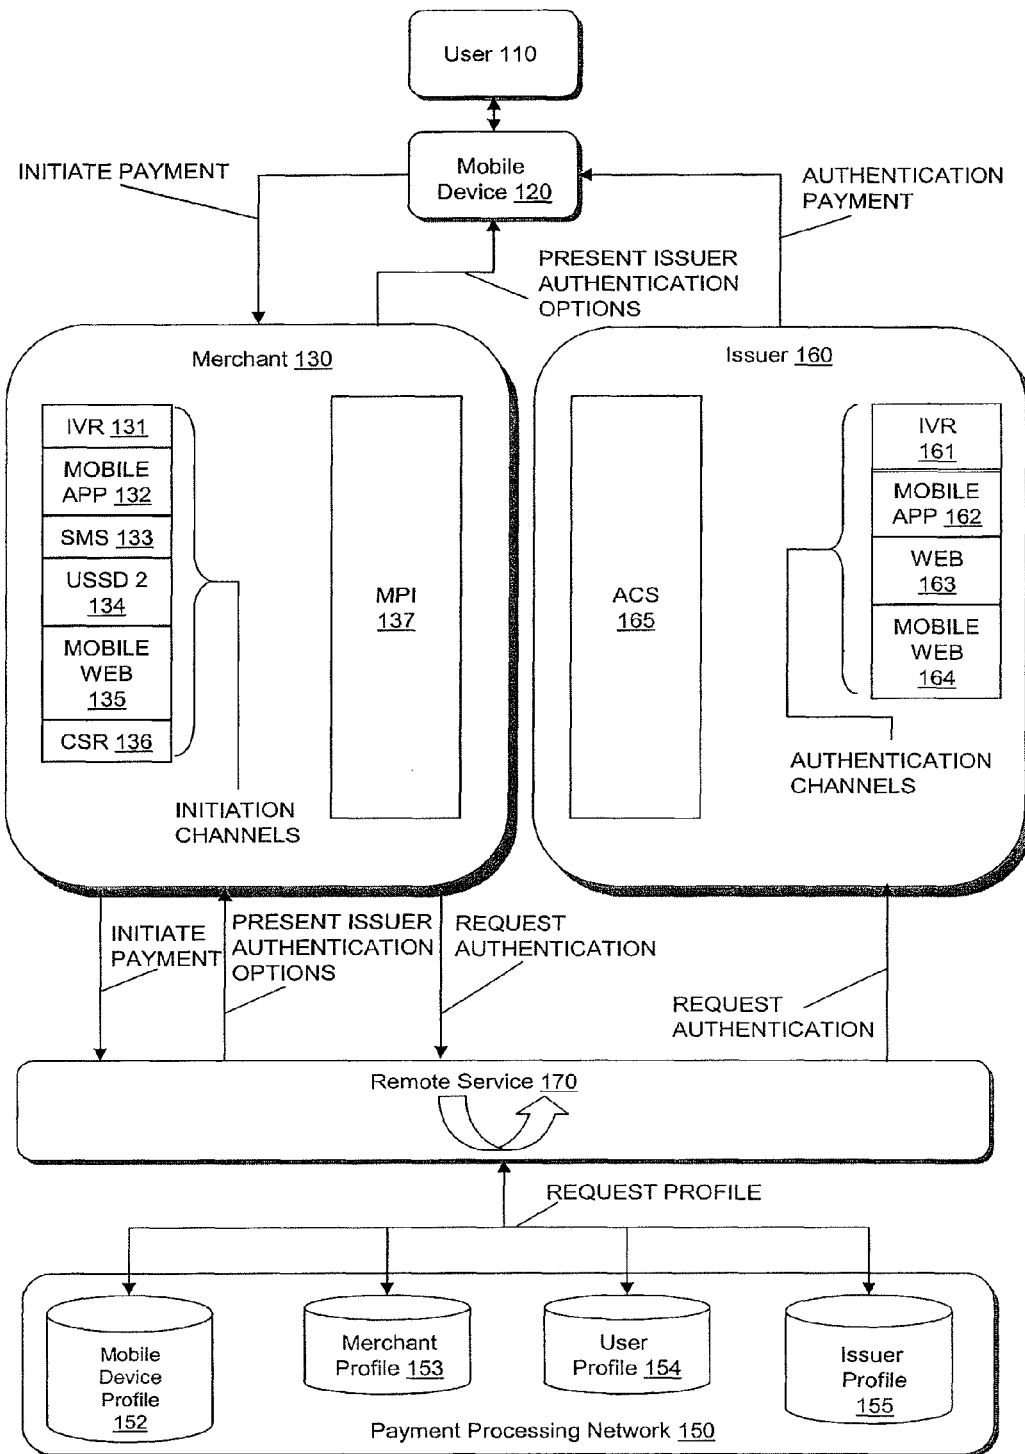 User 110
INITIATE PAYMENT
Mobile
Device 120
AUTHENTICATION
PAYMENT
PRESENT ISSUER
AUTHENTICATION
OPTIONS
Merchant 130
IVR 131
MOBILE
APP 132
SMS 133
USSD 2
134
MOBILE
WEB
135
CSR 136
INITIATION
CHANNELS
MPI
137
Issuer 160
ACS
165
IVR
161
MOBILE
APP 162
WEB
163
MOBILE
WEB
164
AUTHENTICATION
CHANNELS
INITIATE
PAYMENT
PRESENT ISSUER
AUTHENTICATION
OPTIONS
REQUEST
AUTHENTICATION
REQUEST
AUTHENTICATION
Remote Service 170
REQUEST PROFILE
Mobile
Device
Profile
152
Merchant
Profile 153
User
Profile 154
Issuer
Profile
155
Payment Processing Network 150